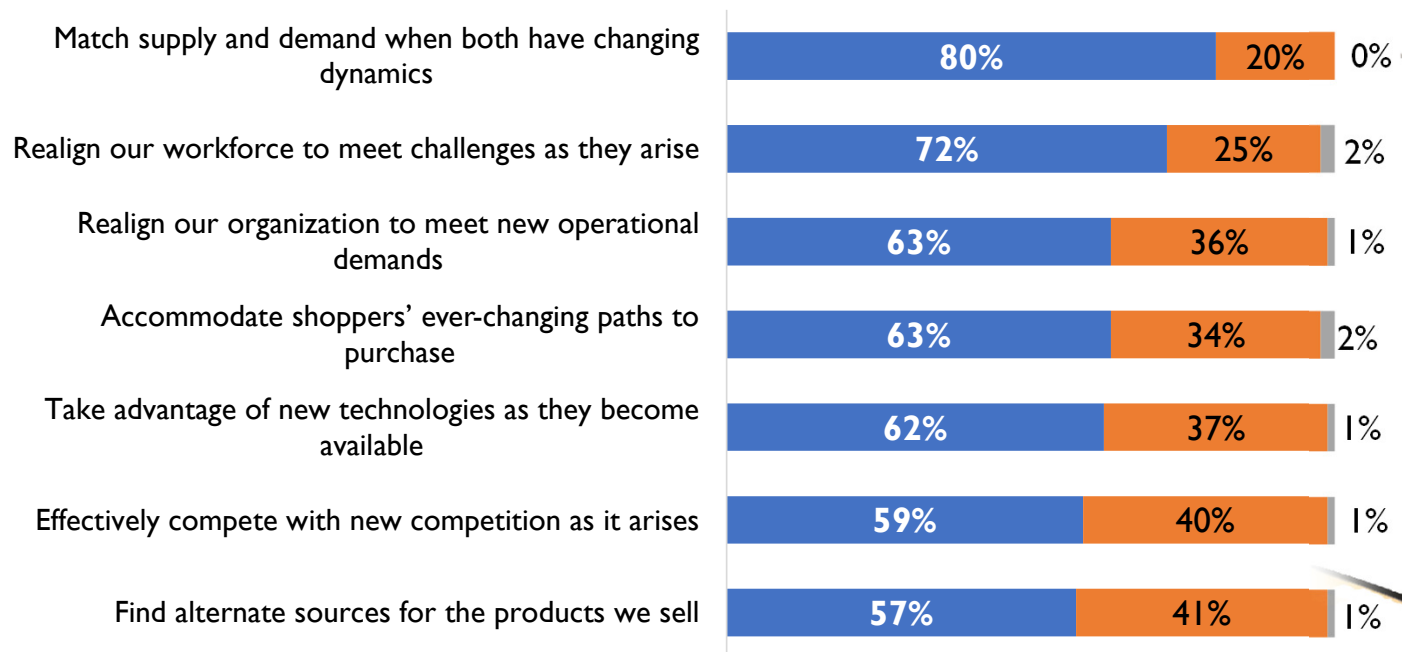 Match supply and demand when both have changing
dynamics
80% 20% 0%
Realign our workforce to meet challenges as they arise
72% 25% 2%
Realign our organization to meet new operational
demands
63% 36% 1%
Accommodate shoppers’ ever-changing paths to
purchase
63% 34% 2%
Take advantage of new technologies as they become
available
62% 37% 1%
Effectively compete with new competition as it arises
59% 40% 1%
Find alternate sources for the products we sell
57% 41% 1%